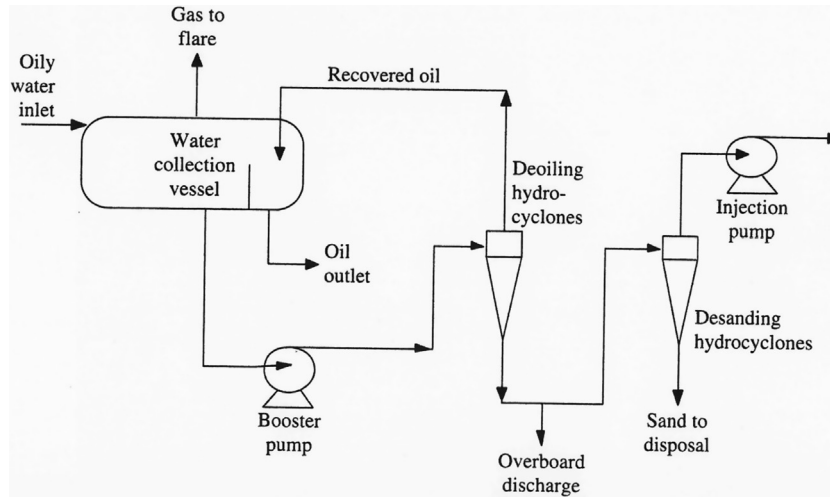 Gas to
flare
Oily
water
inlet
Recovered oil
Water
collection
vessel
Deoiling
hydro-
cyclones
Injection
pump
Oil
outlet
Desanding
hydrocyclones
Booster
pump
Sand to
disposal
Overboard
discharge